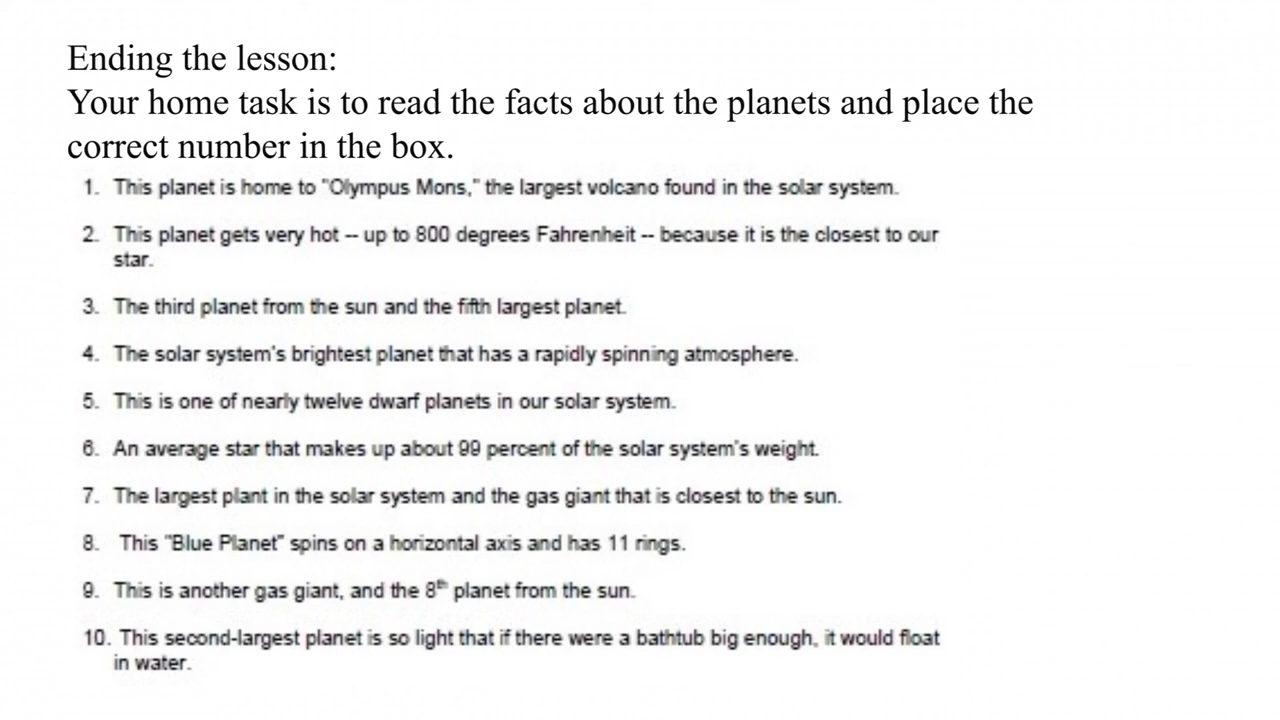 Ending the lesson:
Your home task is to read the facts about the planets and place the
correct number in the box.
1. This planet is home to "Olympus Mons," the largest volcano found in the solar system.
2. This planet gets very hot -- up to 800 degrees Fahrenheit -- because it is the closest to our
star.
3. The third planet from the sun and the fifth largest planet.
4. The solar system's brightest planet that has a rapidly spinning atmosphere.
5. This is one of nearly twelve dwarf planets in our solar system.
6. An average star that makes up about 99 percent of the solar system's weight.
7. The largest plant in the solar system and the gas giant that is closest to the sun.
8. This "Blue Planet" spins on a horizontal axis and has 11 rings.
9. This is another gas giant, and the 8th planet from the sun.
10. This second-largest planet is so light that if there were a bathtub big enough, it would float
in water.